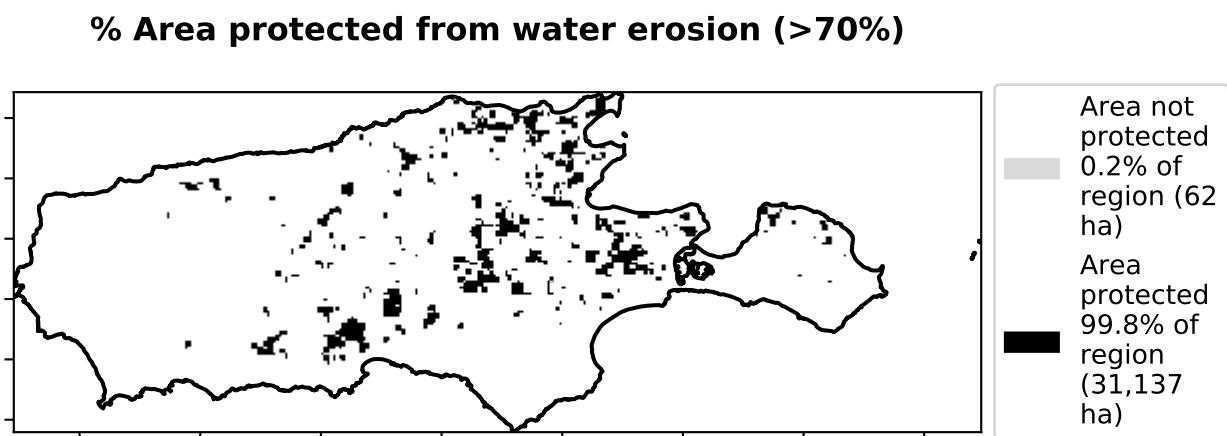 % Area protected from water erosion (>70%)
Area not
protected
0.2% of
region (62
ha)
Area
protected
99.8% of
region
(31,137
ha)